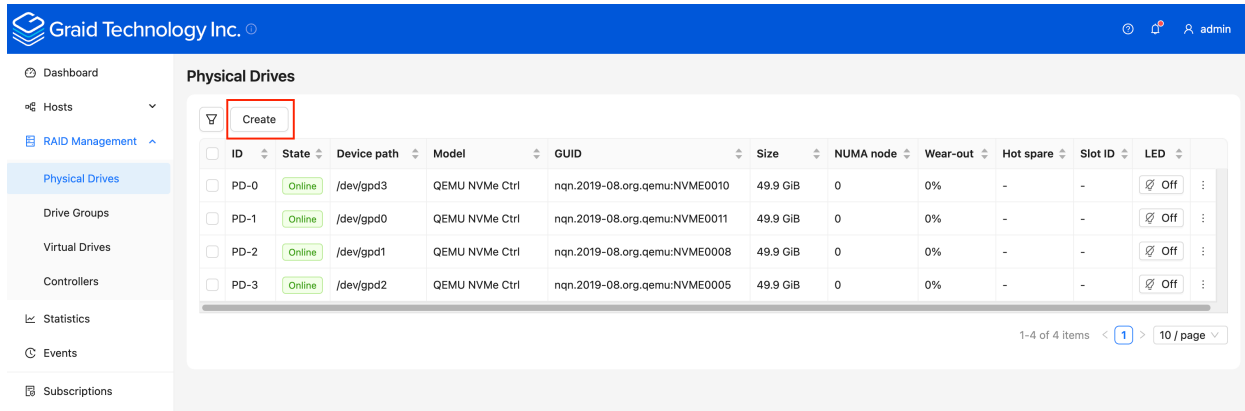 Graid Technology Inc.
admin
Dashboard
Hosts
RAID Management
Physical Drives
Drive Groups
Virtual Drives
Controllers
Statistics
Events
Subscriptions
Physical Drives
Create
ID State Device path Model GUID Size NUMA node Wear-out Hot spare Slot ID LED
PD-0 Online /dev/gpd3 QEMU NVMe Ctrl nqn.2019-08.org.qemu:NVME0010 49.9 GiB 0 0% - - Off
PD-1 Online /dev/gpd0 QEMU NVMe Ctrl nqn.2019-08.org.qemu:NVME0011 49.9 GiB 0 0% - - Off
PD-2 Online /dev/gpd1 QEMU NVMe Ctrl nqn.2019-08.org.qemu:NVME0008 49.9 GiB 0 0% - - Off
PD-3 Online /dev/gpd2 QEMU NVMe Ctrl nqn.2019-08.org.qemu:NVME0005 49.9 GiB 0 0% - - Off
1-4 of 4 items < 1 > 10 / page